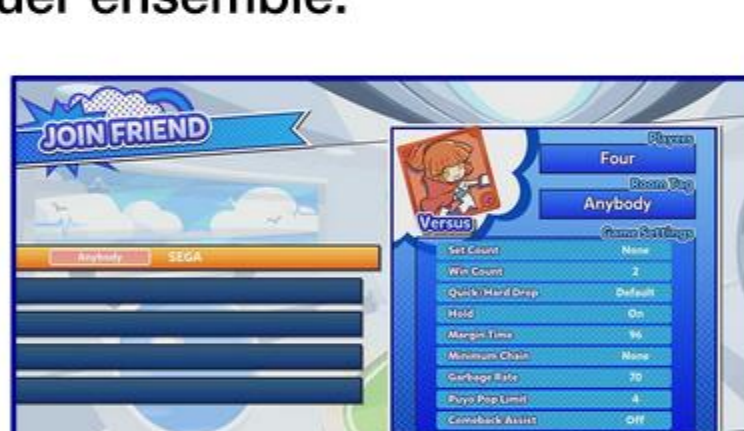 der ensemble.
JOIN FRIEND
Anybody SEGA
Versus
Players
Four
Room Tag
Anybody
Game Settings
Set Count None
Win Count 2
Quick/Hard Drop Default
Hold On
Margin Time 96
Minimum Chain None
Garbage Rate 70
Puyo Pop Limit 4
Comeback Assist Off